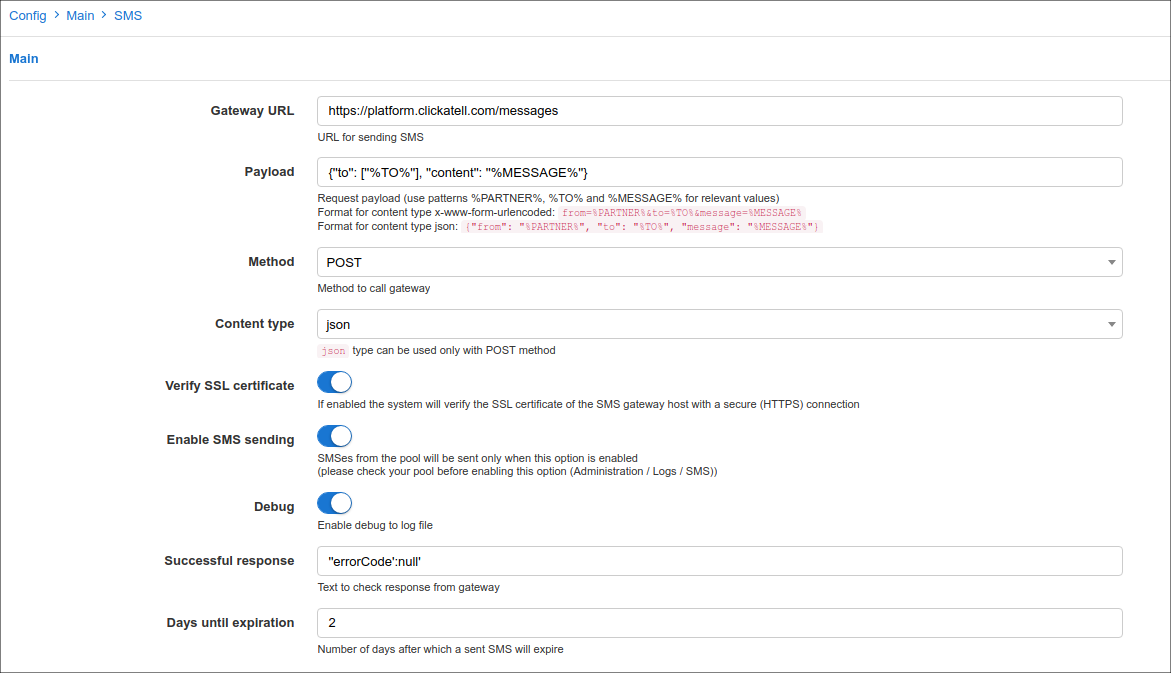 Config > Main > SMS
Main
Gateway URL
https://platform.clickatell.com/messages
URL for sending SMS
Payload
{"to": ["%TO%"], "content": "%MESSAGE%"}
Request payload (use patterns %PARTNER%, %TO% and %MESSAGE% for relevant values)
Format for content type x-www-form-urlencoded: from=%PARTNER%&to=%TO%&message=%MESSAGE%
Format for content type json: {"from": "%PARTNER%", "to": "%TO%", "message": "%MESSAGE%"}
Method
POST
Method to call gateway
Content type
json
json type can be used only with POST method
Verify SSL certificate
If enabled the system will verify the SSL certificate of the SMS gateway host with a secure (HTTPS) connection
Enable SMS sending
SMSes from the pool will be sent only when this option is enabled
(please check your pool before enabling this option (Administration / Logs / SMS))
Debug
Enable debug to log file
Successful response
"errorCode':null'
Text to check response from gateway
Days until expiration
2
Number of days after which a sent SMS will expire